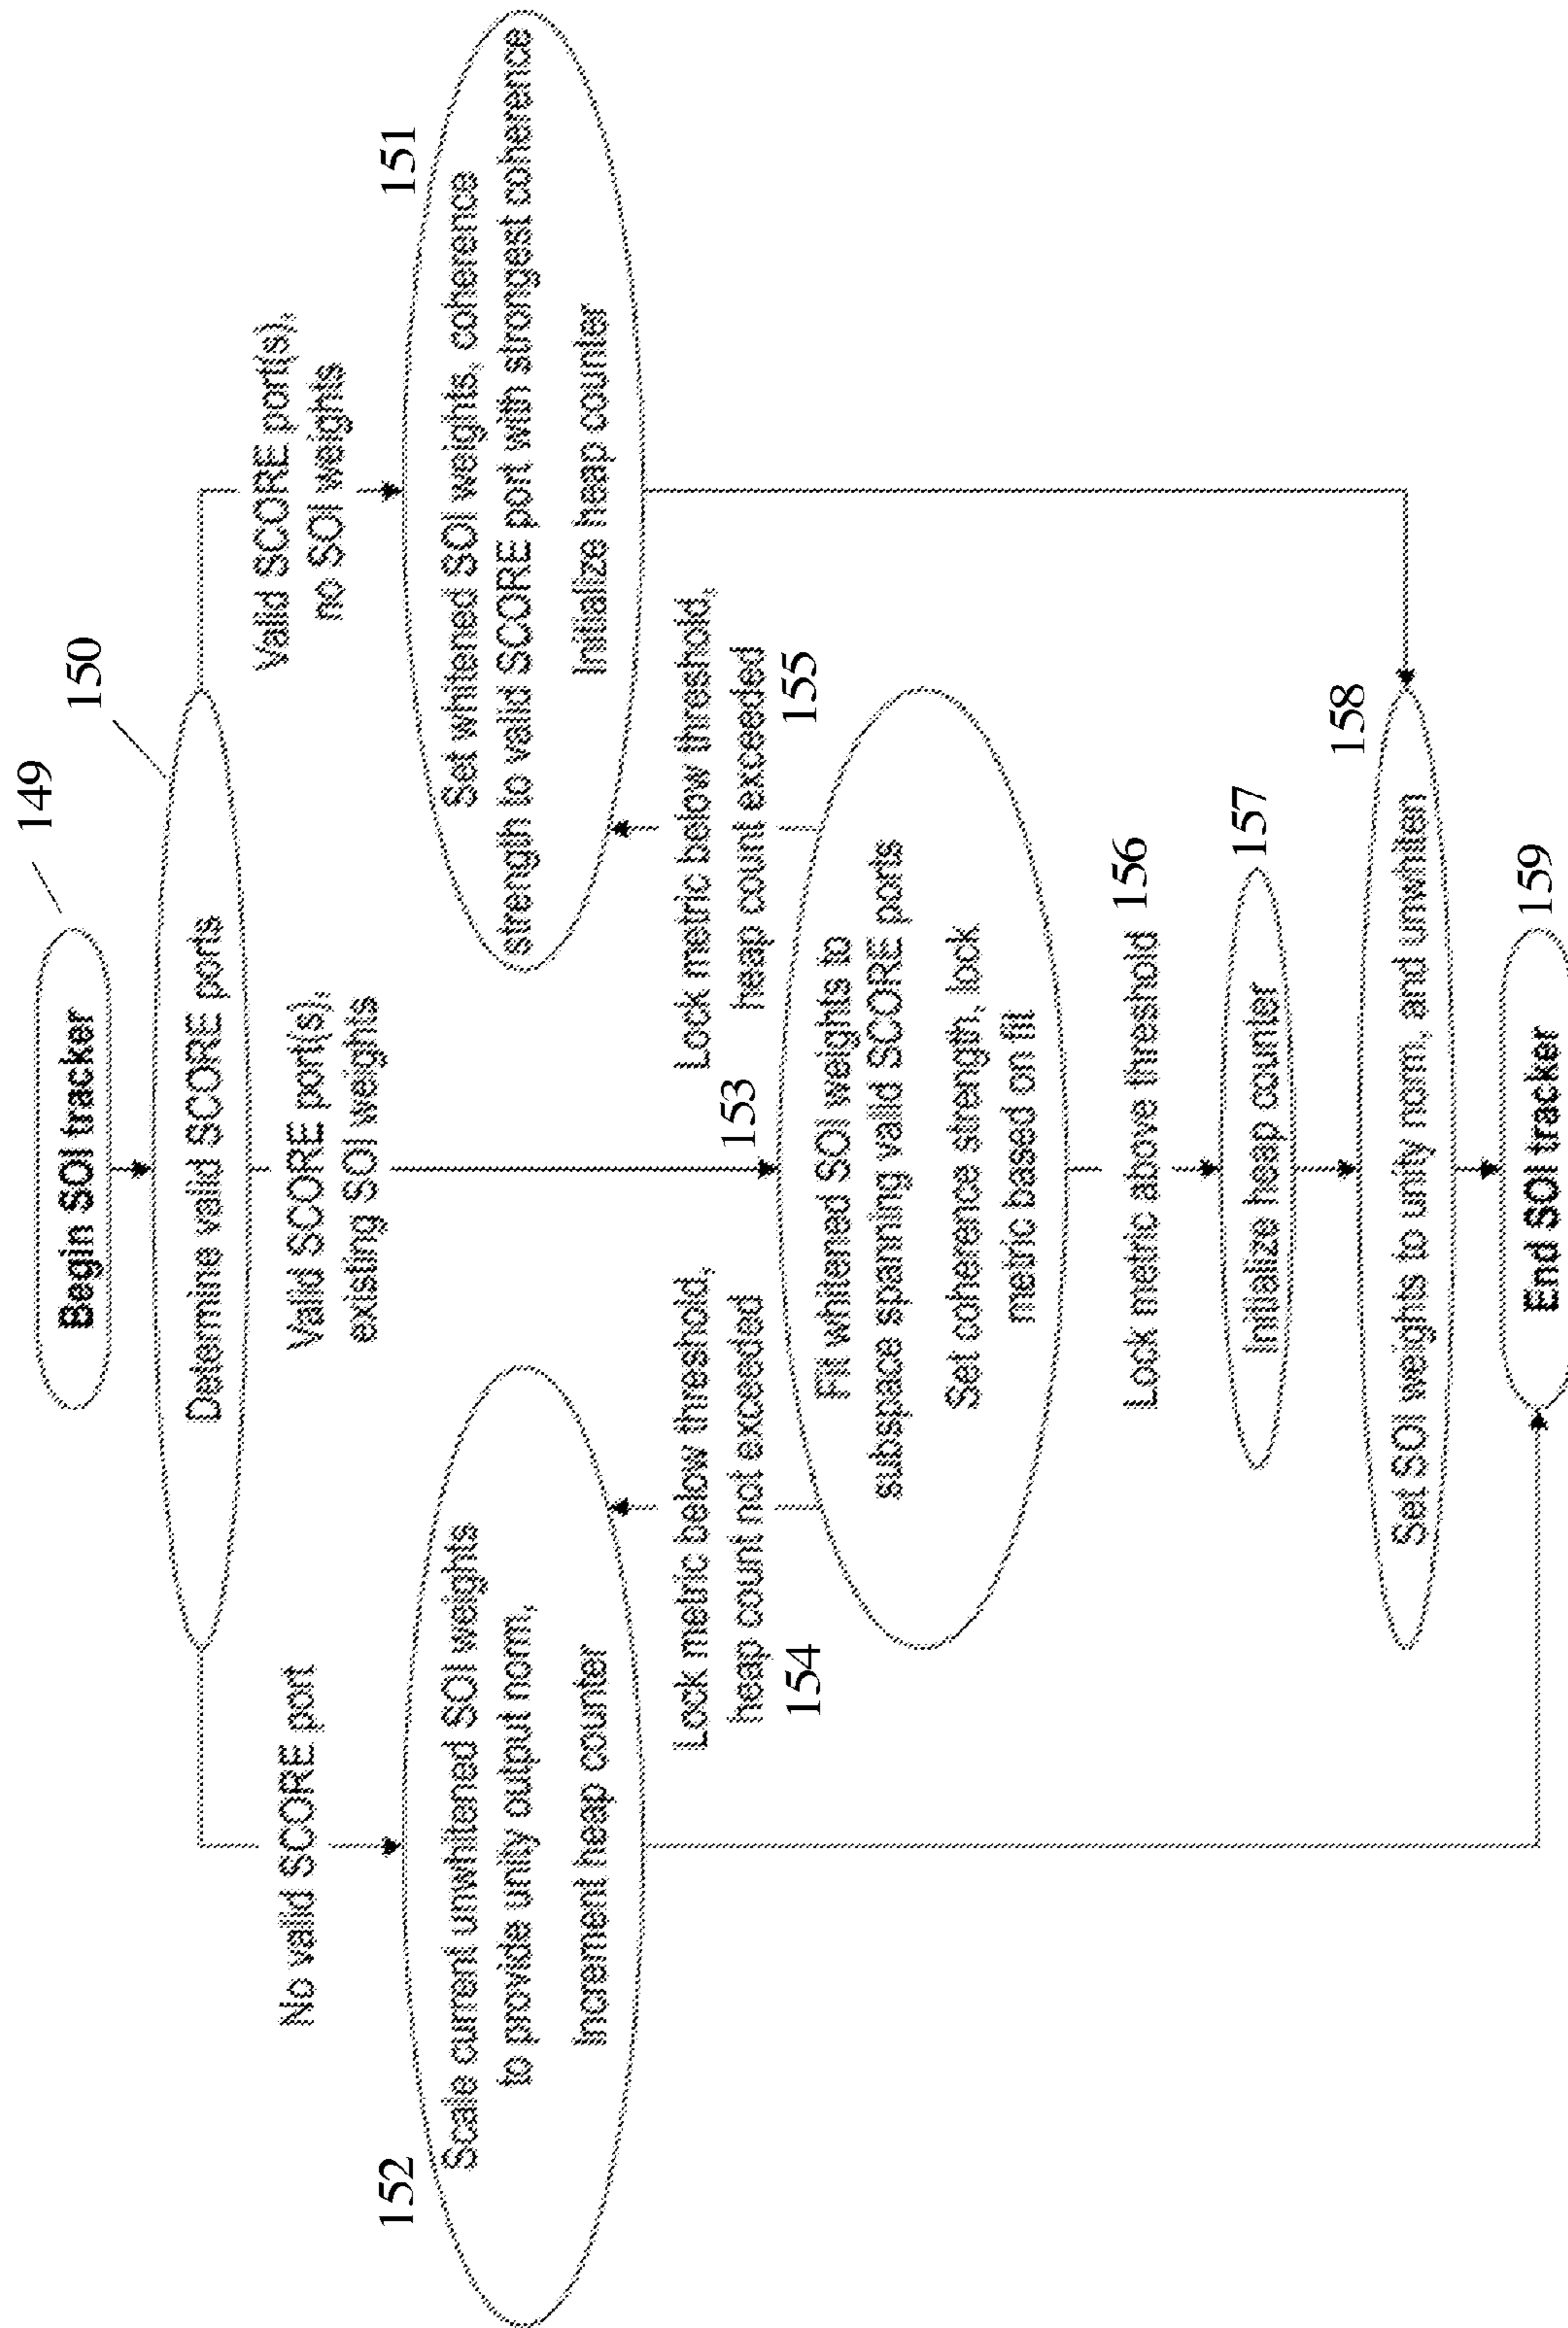 149
Begin SOI tracker
150
Determine valid SCORE ports
No valid SCORE port
Valid SCORE port(s),
existing SOI weights
Valid SCORE port(s),
no SOI weights
152
Scale current unwhitened SOI weights
to provide unity output norm,
increment heap counter
151
Set whitened SOI weights, coherence
strength to valid SCORE port with strongest coherence
Initialize heap counter
Lock metric below threshold,
heap count not exceeded
154
153
Lock metric below threshold,
heap count exceeded
155
Fit whitened SOI weights to
subspace spanning valid SCORE ports
Set coherence strength, lock
metric based on fit
Lock metric above threshold
156
Initialize heap counter
157
158
Set SOI weights to unity norm, and unwhiten
End SOI tracker
159